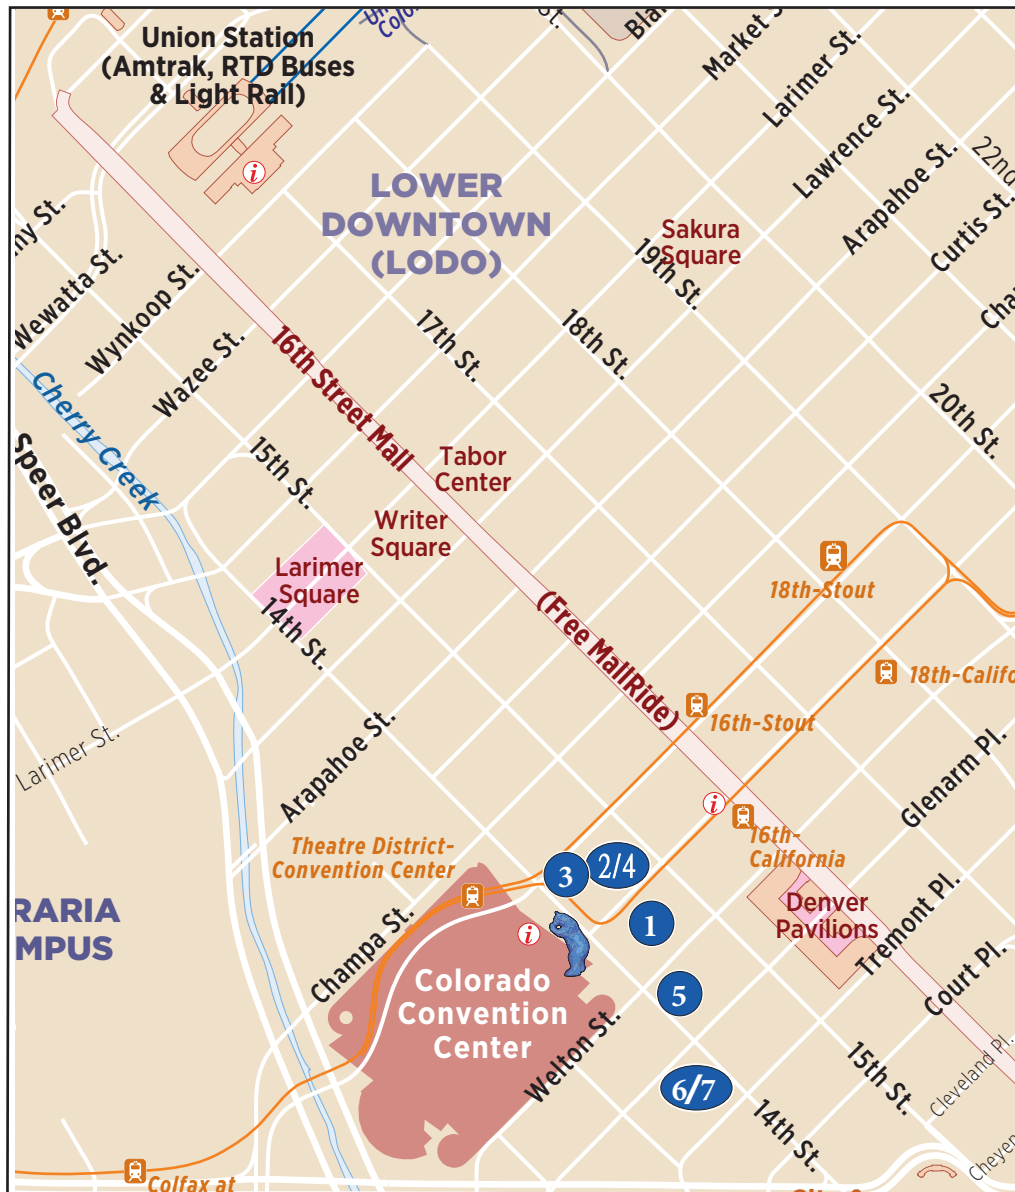 Union Station
(Amtrak, RTD Buses
& Light Rail)
St.
Market S
Larimer St.
Lawrence St.
22nd
Arapahoe St.
Curtis St.
LOWER
DOWNTOWN
(LODO)
Sakura
Square
19th St.
Wewatta St.
Wynkoop St.
Wazee St.
17th St.
18th St.
20th St.
16th Street Mall
Cherry Creek
Speer Blvd.
15th St.
Tabor
Center
Writer
Square
Larimer
Square
14th St.
(Free MallRide)
18th-Stout
18th-Califo
16th-Stout
Larimer St.
Arapahoe St.
Glenarm Pl.
i
i
16th-
California
Theatre District-
Convention Center
3
2/4
1
Denver
Pavilions
RARIA
MPUS
Champa St.
i
Tremont Pl.
Court Pl.
Colorado
Convention
Center
5
Welton St.
6/7
15th St.
14th St.
Cleveland Pl.
Cheyen
Colfax at